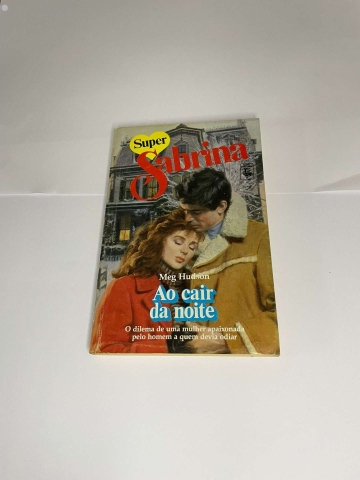 Super
Sabrina
Meg Hudson
Ao cair
da noite
O dilema de uma mulher apaixonada
pelo homem a quem devia odiar